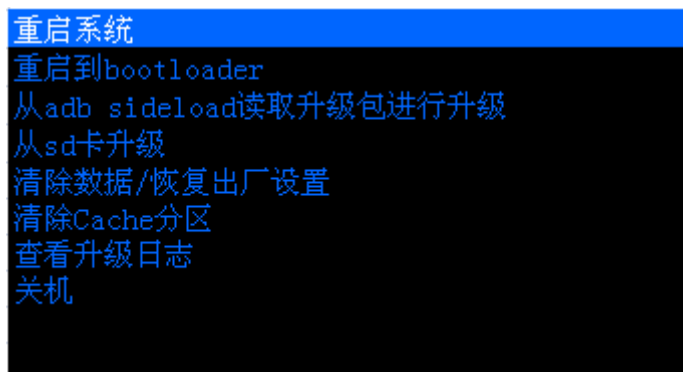 重启系统
重启到bootloader
从adb sideload读取升级包进行升级
从sd卡升级
清除数据/恢复出厂设置
清除Cache分区
查看升级日志
关机